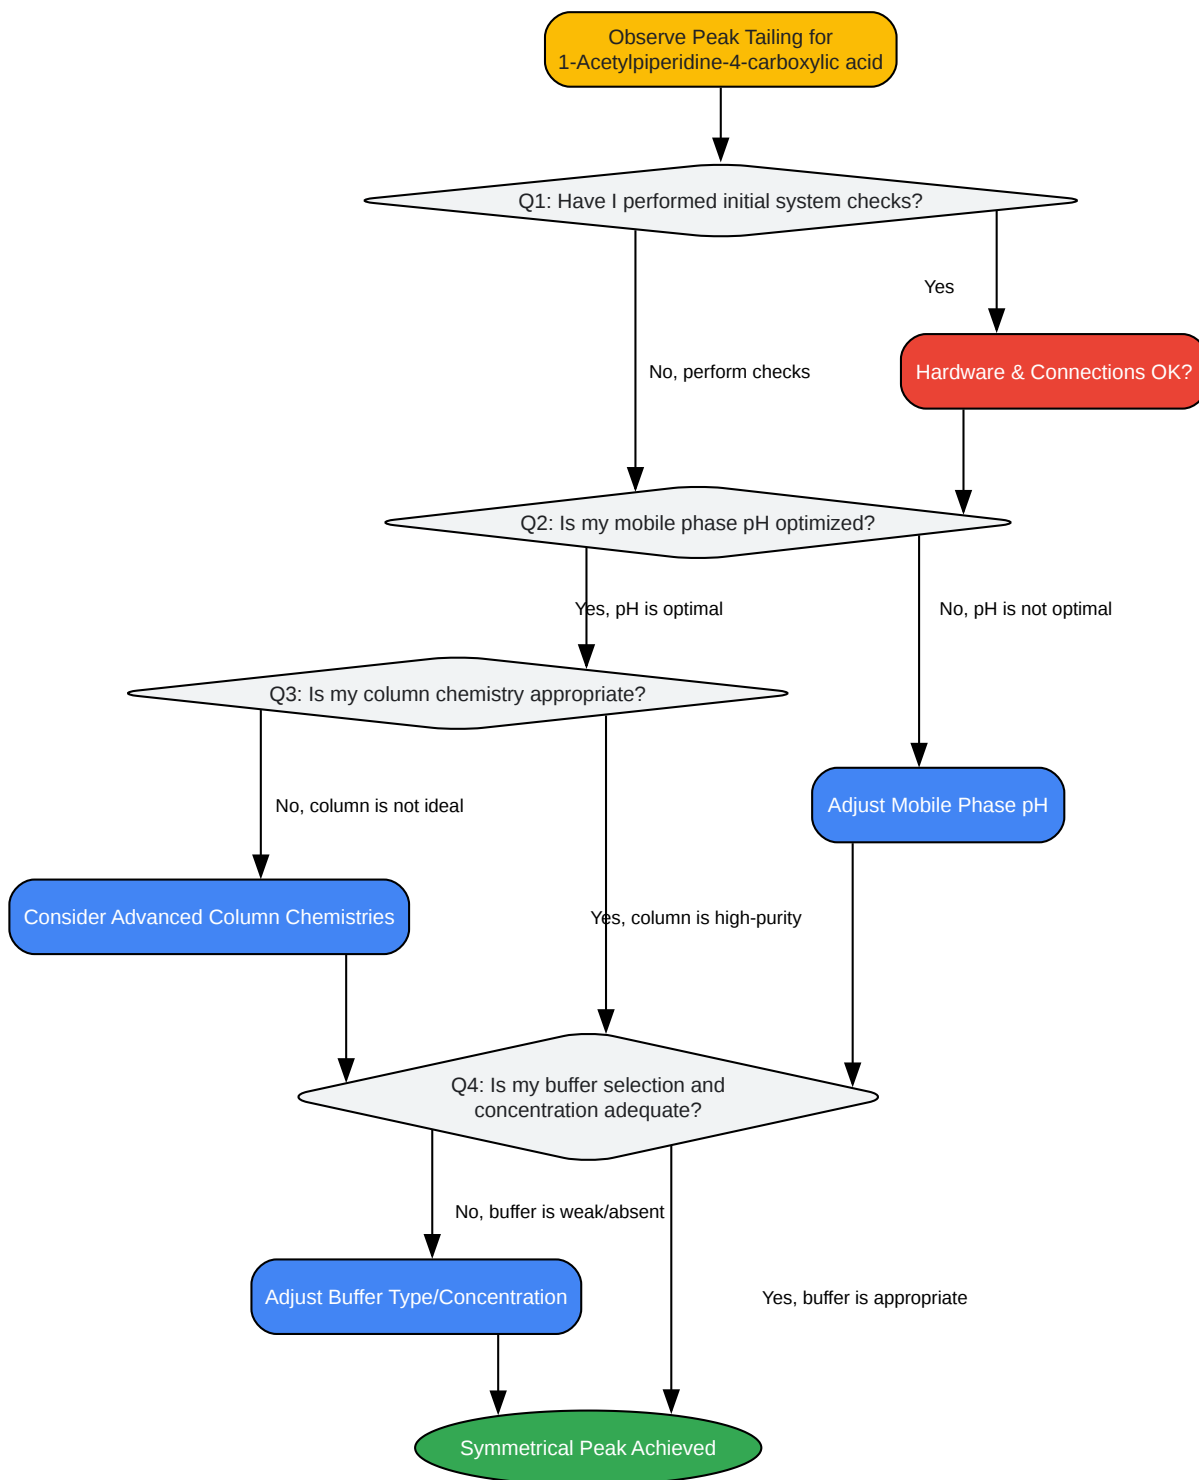 Observe Peak Tailing for
1-Acetylpiperidine-4-carboxylic acid
Q1: Have I performed initial system checks?
Yes
No, perform checks
Hardware & Connections OK?
Q2: Is my mobile phase pH optimized?
Yes, pH is optimal
No, pH is not optimal
Q3: Is my column chemistry appropriate?
No, column is not ideal
Adjust Mobile Phase pH
Consider Advanced Column Chemistries
Yes, column is high-purity
Q4: Is my buffer selection and
concentration adequate?
No, buffer is weak/absent
Adjust Buffer Type/Concentration
Yes, buffer is appropriate
Symmetrical Peak Achieved